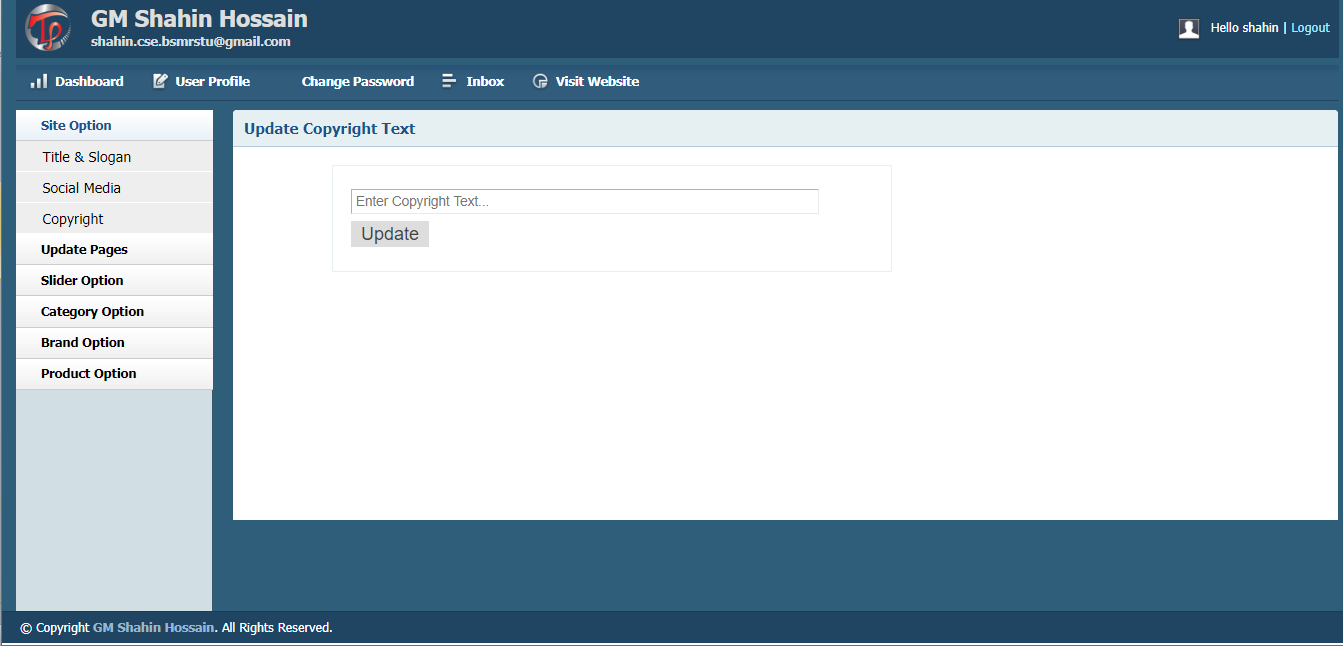 GM Shahin Hossain
shahin.cse.bsmrstu@gmail.com
Hello shahin | Logout
Dashboard User Profile Change Password Inbox Visit Website
Site Option
Title & Slogan
Social Media
Copyright
Update Pages
Slider Option
Category Option
Brand Option
Product Option
Update Copyright Text
Enter Copyright Text...
Update
© Copyright GM Shahin Hossain. All Rights Reserved.